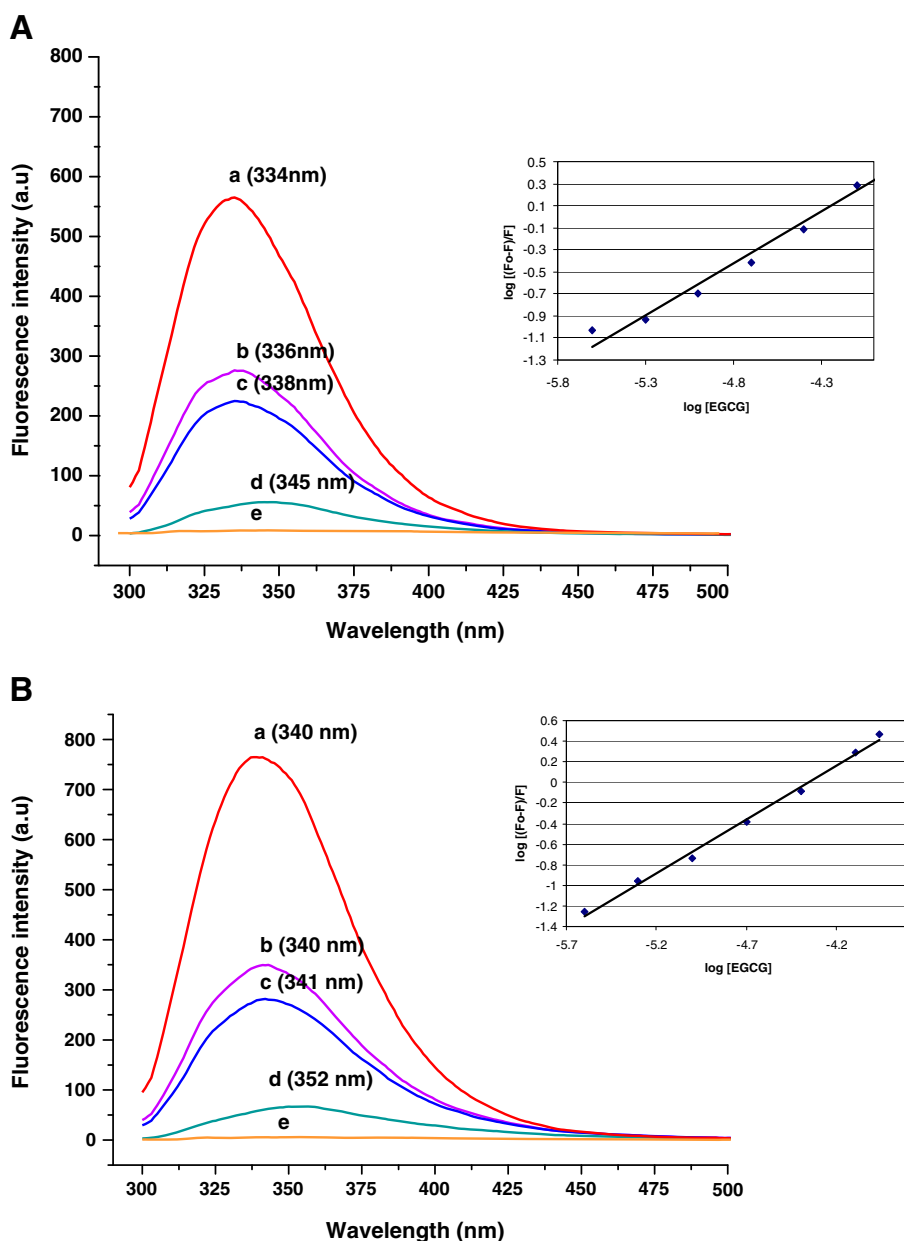 A
800
700
600
500
400
300
200
100
0
Fluorescence intensity (a.u)
a (334nm)
b (336nm)
c (338nm)
d (345 nm)
e
300 325 350 375 400 425 450 475 500
Wavelength (nm)
0.5
0.3
0.1
-0.1
-0.3
-0.5
-0.7
-0.9
-1.1
-1.3
log [(Fo-F)/F]
-5.8 -5.3 -4.8 -4.3
log [EGCG]
B
800
700
600
500
400
300
200
100
0
Fluorescence intensity (a.u)
a (340 nm)
b (340 nm)
c (341 nm)
d (352 nm)
e
300 325 350 375 400 425 450 475 500
Wavelength (nm)
0.6
0.4
0.2
0
-0.2
-0.4
-0.6
-0.8
-1
-1.2
-1.4
log [(Fo-F)/F]
-5.7 -5.2 -4.7 -4.2
log [EGCG]